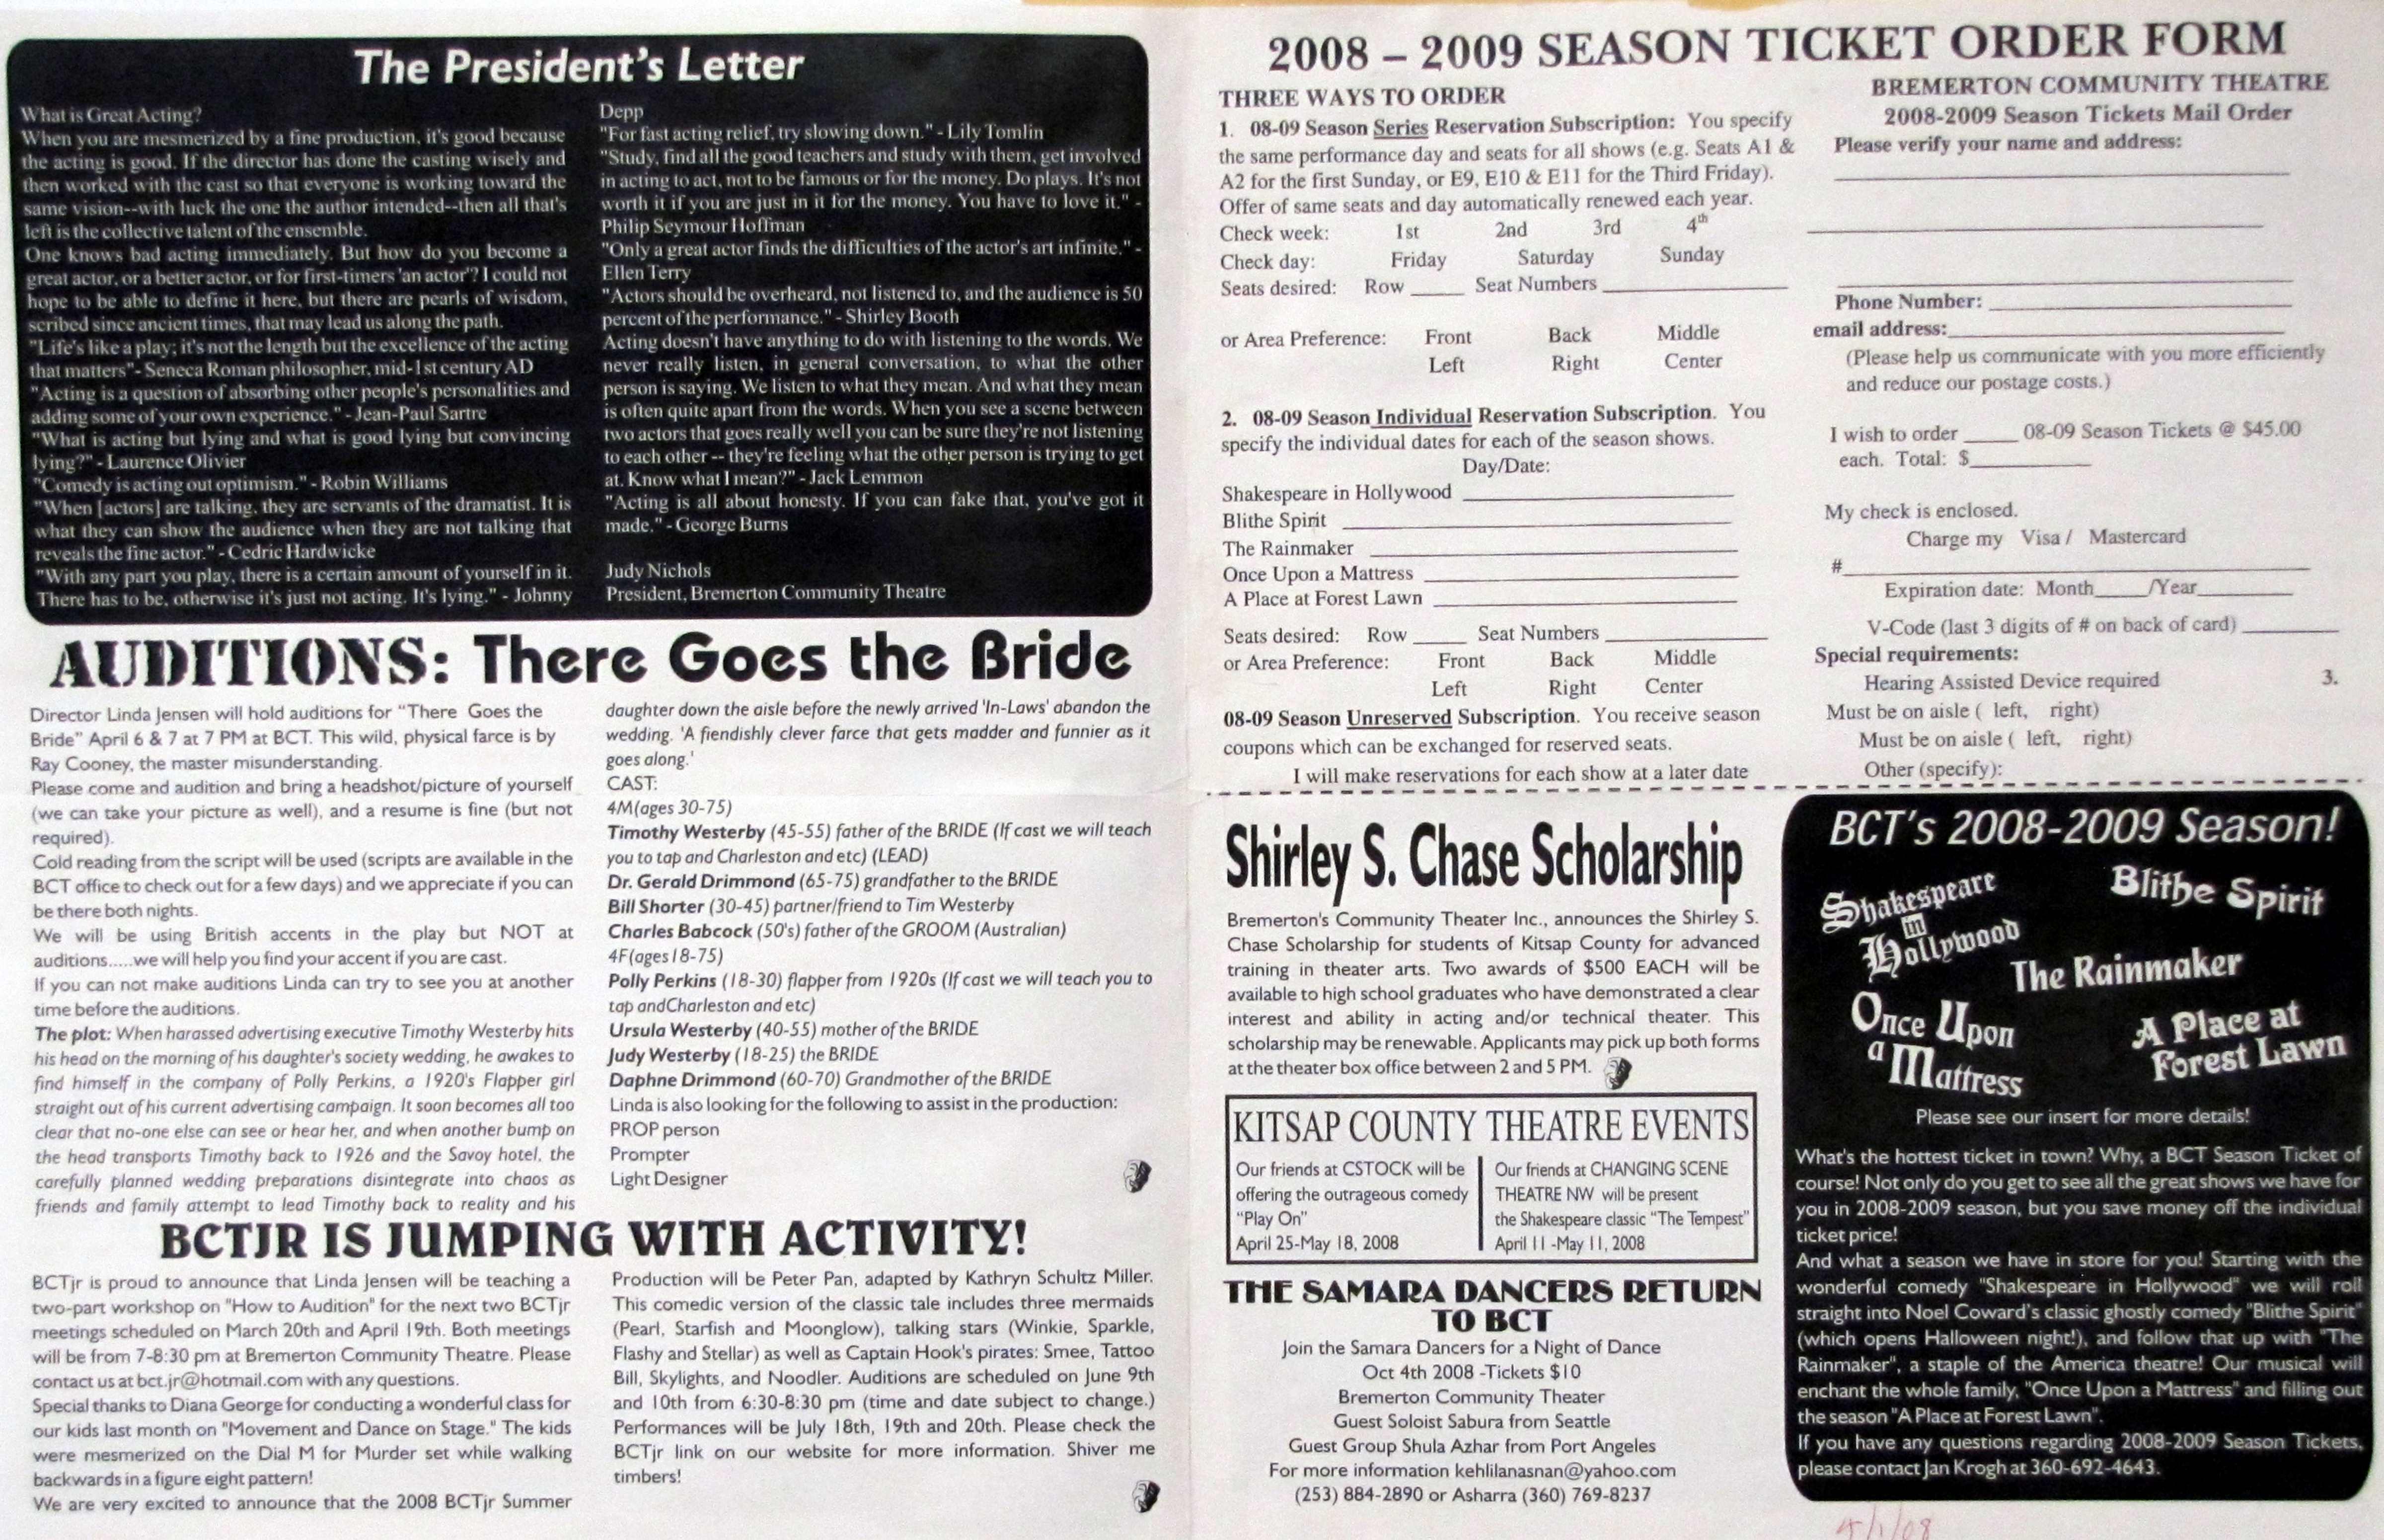 The President's Letter
What is Great Acting?
When you are mesmerized by a fine production, it's good because
the acting is good. If the director has done the casting wisely and
then worked with the cast so that everyone is working toward the
same vision--with luck the one the author intended--then all that's
left is the collective talent of the ensemble.
One knows bad acting immediately. But how do you become a
great actor, or a better actor, or for first-timers 'an actor'? I could not
hope to be able to define it here, but there are pearls of wisdom,
scribed since ancient times, that may lead us along the path.
"Life's like a play; it's not the length but the excellence of the acting
that matters"- Seneca Roman philosopher, mid-1st century AD
"Acting is a question of absorbing other people's personalities and
adding some of your own experience." - Jean-Paul Sartre
"What is acting but lying and what is good lying but convincing
lying?" - Laurence Olivier
"Comedy is acting out optimism." - Robin Williams
"When [actors] are talking, they are servants of the dramatist. It is
what they can show the audience when they are not talking that
reveals the fine actor." - Cedric Hardwicke
"With any part you play, there is a certain amount of yourself in it.
There has to be, otherwise it's just not acting. It's lying." - Johnny
Depp
"For fast acting relief, try slowing down." - Lily Tomlin
"Study, find all the good teachers and study with them, get involved
in acting to act, not to be famous or for the money. Do plays. It's not
worth it if you are just in it for the money. You have to love it." -
Philip Seymour Hoffman
"Only a great actor finds the difficulties of the actor's art infinite." -
Ellen Terry
"Actors should be overheard, not listened to, and the audience is 50
percent of the performance." - Shirley Booth
Acting doesn't have anything to do with listening to the words. We
never really listen, in general conversation, to what the other
person is saying. We listen to what they mean. And what they mean
is often quite apart from the words. When you see a scene between
two actors that goes really well you can be sure they're not listening
to each other -- they're feeling what the other person is trying to get
at. Know what I mean?" - Jack Lemmon
"Acting is all about honesty. If you can fake that, you've got it
made." - George Burns
Judy Nichols
President, Bremerton Community Theatre
AUDITIONS: There Goes the Bride
Director Linda Jensen will hold auditions for "There Goes the
Bride" April 6 & 7 at 7 PM at BCT. This wild, physical farce is by
Ray Cooney, the master misunderstanding.
Please come and audition and bring a headshot/picture of yourself
(we can take your picture as well), and a resume is fine (but not
required).
Cold reading from the script will be used (scripts are available in the
BCT office to check out for a few days) and we appreciate if you can
be there both nights.
We will be using British accents in the play but NOT at
auditions.....we will help you find your accent if you are cast.
If you can not make auditions Linda can try to see you at another
time before the auditions.
The plot: When harassed advertising executive Timothy Westerby hits
his head on the morning of his daughter's society wedding, he awakes to
find himself in the company of Polly Perkins, a 1920's Flapper girl
straight out of his current advertising campaign. It soon becomes all too
clear that no-one else can see or hear her, and when another bump on
the head transports Timothy back to 1926 and the Savoy hotel, the
carefully planned wedding preparations disintegrate into chaos as
friends and family attempt to lead Timothy back to reality and his
daughter down the aisle before the newly arrived 'In-Laws' abandon the
wedding. 'A fiendishly clever farce that gets madder and funnier as it
goes along.'
CAST:
4M(ages 30-75)
Timothy Westerby (45-55) father of the BRIDE (If cast we will teach
you to tap and Charleston and etc) (LEAD)
Dr. Gerald Drimmond (65-75) grandfather to the BRIDE
Bill Shorter (30-45) partner/friend to Tim Westerby
Charles Babcock (50's) father of the GROOM (Australian)
4F(ages18-75)
Polly Perkins (18-30) flapper from 1920s (If cast we will teach you to
tap andCharleston and etc)
Ursula Westerby (40-55) mother of the BRIDE
Judy Westerby (18-25) the BRIDE
Daphne Drimmond (60-70) Grandmother of the BRIDE
Linda is also looking for the following to assist in the production:
PROP person
Prompter
Light Designer
BCTJR IS JUMPING WITH ACTIVITY!
BCTjr is proud to announce that Linda Jensen will be teaching a
two-part workshop on "How to Audition" for the next two BCTjr
meetings scheduled on March 20th and April 19th. Both meetings
will be from 7-8:30 pm at Bremerton Community Theatre. Please
contact us at bct.jr@hotmail.com with any questions.
Special thanks to Diana George for conducting a wonderful class for
our kids last month on "Movement and Dance on Stage." The kids
were mesmerized on the Dial M for Murder set while walking
backwards in a figure eight pattern!
We are very excited to announce that the 2008 BCTjr Summer
Production will be Peter Pan, adapted by Kathryn Schultz Miller.
This comedic version of the classic tale includes three mermaids
(Pearl, Starfish and Moonglow), talking stars (Winkie, Sparkle,
Flashy and Stellar) as well as Captain Hook's pirates: Smee, Tattoo
Bill, Skylights, and Noodler. Auditions are scheduled on June 9th
and 10th from 6:30-8:30 pm (time and date subject to change.)
Performances will be July 18th, 19th and 20th. Please check the
BCTjr link on our website for more information. Shiver me
timbers!
2008 – 2009 SEASON TICKET ORDER FORM
THREE WAYS TO ORDER
1. 08-09 Season Series Reservation Subscription: You specify
the same performance day and seats for all shows (e.g. Seats A1 &
A2 for the first Sunday, or E9, E10 & E11 for the Third Friday).
Offer of same seats and day automatically renewed each year.
Check week: 1st 2nd 3rd 4th
Check day: Friday Saturday Sunday
Seats desired: Row _____ Seat Numbers _____
or Area Preference: Front Back Middle
Left Right Center
2. 08-09 Season Individual Reservation Subscription. You
specify the individual dates for each of the season shows.
Day/Date:
Shakespeare in Hollywood _____
Blithe Spirit _____
The Rainmaker _____
Once Upon a Mattress _____
A Place at Forest Lawn _____
Seats desired: Row _____ Seat Numbers _____
or Area Preference: Front Back Middle
Left Right Center
08-09 Season Unreserved Subscription. You receive season
coupons which can be exchanged for reserved seats.
I will make reservations for each show at a later date
BREMERTON COMMUNITY THEATRE
2008-2009 Season Tickets Mail Order
Please verify your name and address:
Phone Number: _____
email address: _____
(Please help us communicate with you more efficiently
and reduce our postage costs.)
I wish to order _____ 08-09 Season Tickets @ $45.00
each. Total: $_____
My check is enclosed.
Charge my Visa / Mastercard
#_____
Expiration date: Month_____/Year_____
V-Code (last 3 digits of # on back of card) _____
Special requirements:
Hearing Assisted Device required 3.
Must be on aisle ( left, right)
Must be on aisle ( left, right)
Other (specify):
Shirley S. Chase Scholarship
Bremerton's Community Theater Inc., announces the Shirley S.
Chase Scholarship for students of Kitsap County for advanced
training in theater arts. Two awards of $500 EACH will be
available to high school graduates who have demonstrated a clear
interest and ability in acting and/or technical theater. This
scholarship may be renewable. Applicants may pick up both forms
at the theater box office between 2 and 5 PM.
KITSAP COUNTY THEATRE EVENTS
Our friends at CSTOCK will be
offering the outrageous comedy
"Play On"
April 25-May 18, 2008
Our friends at CHANGING SCENE
THEATRE NW will be present
the Shakespeare classic "The Tempest"
April 11 -May 11, 2008
THE SAMARA DANCERS RETURN
TO BCT
Join the Samara Dancers for a Night of Dance
Oct 4th 2008 -Tickets $10
Bremerton Community Theater
Guest Soloist Sabura from Seattle
Guest Group Shula Azhar from Port Angeles
For more information kehlilanasnan@yahoo.com
(253) 884-2890 or Asharra (360) 769-8237
BCT's 2008-2009 Season!
Shakespeare
in
Hollywood
Blithe Spirit
The Rainmaker
Once Upon
a Mattress
A Place at
Forest Lawn
Please see our insert for more details!
What's the hottest ticket in town? Why, a BCT Season Ticket of
course! Not only do you get to see all the great shows we have for
you in 2008-2009 season, but you save money off the individual
ticket price!
And what a season we have in store for you! Starting with the
wonderful comedy "Shakespeare in Hollywood" we will roll
straight into Noel Coward's classic ghostly comedy "Blithe Spirit"
(which opens Halloween night!), and follow that up with "The
Rainmaker", a staple of the America theatre! Our musical will
enchant the whole family, "Once Upon a Mattress" and filling out
the season "A Place at Forest Lawn".
If you have any questions regarding 2008-2009 Season Tickets,
please contact Jan Krogh at 360-692-4643.
4/1/08